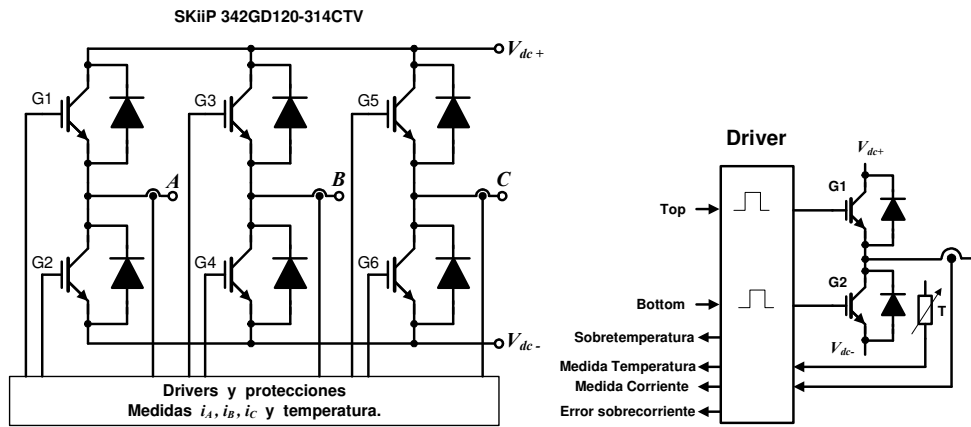 SKiiP 342GD120-314CTV
Vdc+
G1
G3
G5
A
B
C
G2
G4
G6
Vdc-
Drivers y protecciones
Medidas iA, iB, iC y temperatura.
Driver
Vdc+
G1
Top
G2
Bottom
T
Sobretemperatura
Vdc-
Medida Temperatura
Medida Corriente
Error sobrecorriente